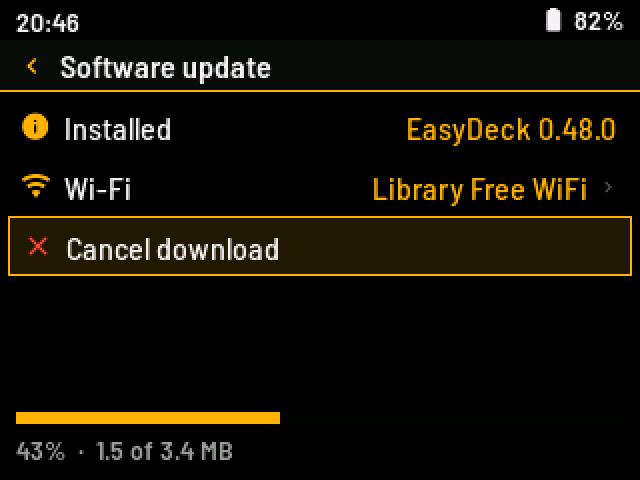 20:46 82%
Software update
Installed EasyDeck 0.48.0
Wi-Fi Library Free WiFi
Cancel download
43% · 1.5 of 3.4 MB